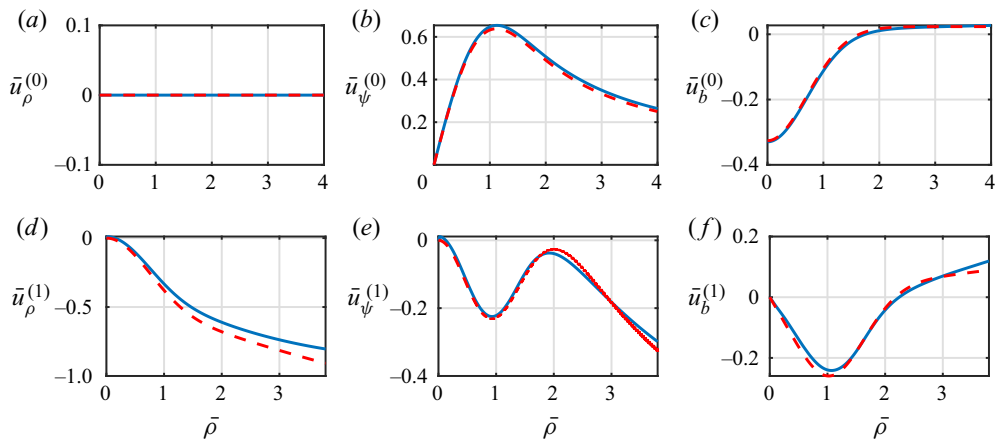 (a) (b) (c)
0.1 0.6 0
ū_ρ^(0) 0 ū_ψ^(0) 0.4 ū_b^(0) −0.2
0.2
−0.1 −0.4
0 1 2 3 4 0 1 2 3 4 0 1 2 3 4
(d) (e) (f)
0 0 0.2
ū_ρ^(1) −0.5 ū_ψ^(1) −0.2 ū_b^(1) 0
−0.2
−1.0 −0.4
0 1 2 3 0 1 2 3 0 1 2 3
ρ̄ ρ̄ ρ̄